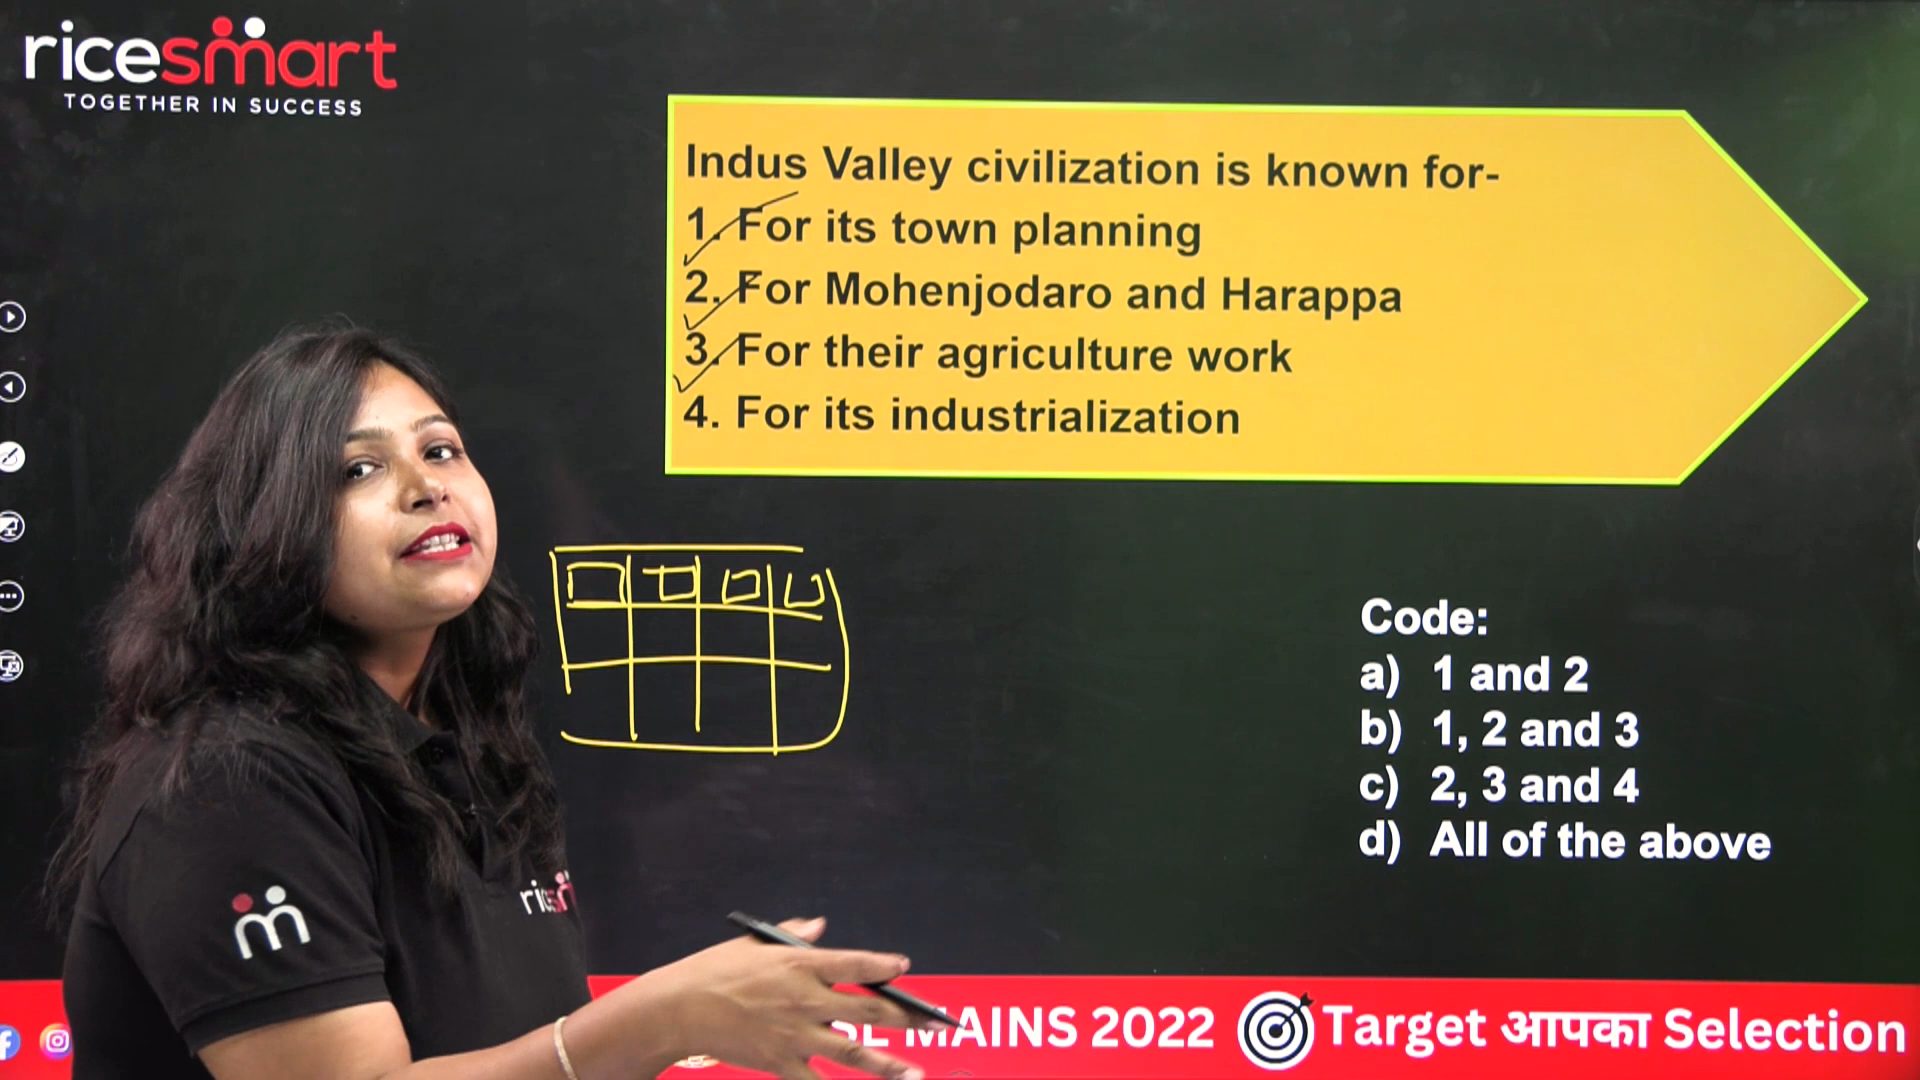 ricesmart
TOGETHER IN SUCCESS
Indus Valley civilization is known for-
1. For its town planning
2. For Mohenjodaro and Harappa
3. For their agriculture work
4. For its industrialization
Code:
a) 1 and 2
b) 1, 2 and 3
c) 2, 3 and 4
d) All of the above
MAINS 2022 Target आपका Selection